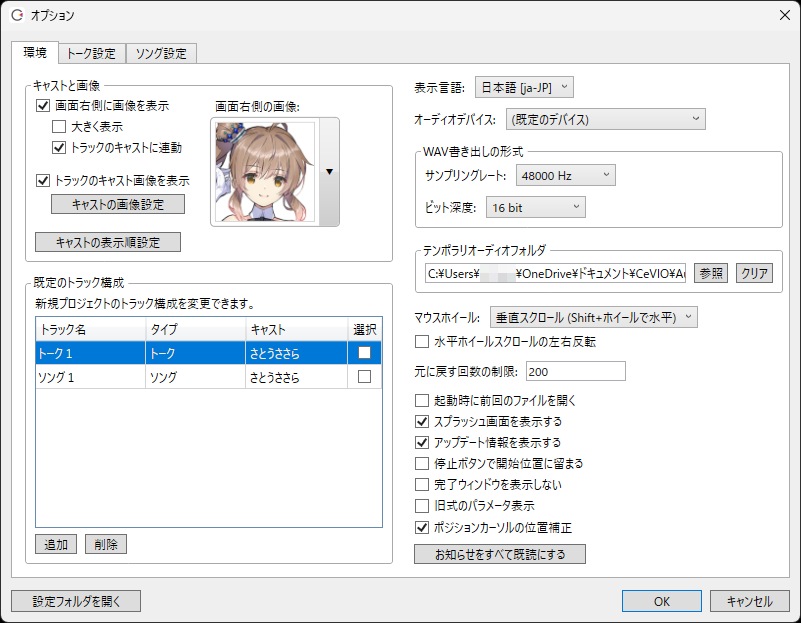 オプション
環境
トーク設定
ソング設定
キャストと画像
画面右側に画像を表示
大きく表示
トラックのキャストに連動
トラックのキャスト画像を表示
キャストの画像設定
キャストの表示順設定
画面右側の画像:
既定のトラック構成
新規プロジェクトのトラック構成を変更できます。
トラック名 タイプ キャスト 選択
トーク1 トーク さとうささら
ソング1 ソング さとうささら
追加 削除
表示言語: 日本語 [ja-JP]
オーディオデバイス: (既定のデバイス)
WAV書き出しの形式
サンプリングレート: 48000 Hz
ビット深度: 16 bit
テンポラリオーディオフォルダ
C:¥Users¥ ¥OneDrive¥ドキュメント¥CeVIO¥A 参照 クリア
マウスホイール: 垂直スクロール (Shift+ホイールで水平)
水平ホイールスクロールの左右反転
元に戻す回数の制限: 200
起動時に前回のファイルを開く
スプラッシュ画面を表示する
アップデート情報を表示する
停止ボタンで開始位置に留まる
完了ウィンドウを表示しない
旧式のパラメータ表示
ポジションカーソルの位置補正
お知らせをすべて既読にする
設定フォルダを開く
OK キャンセル